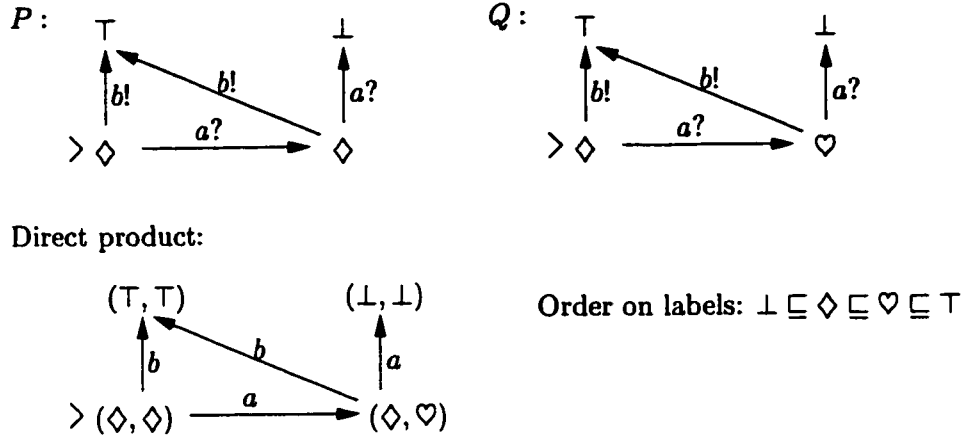 P : ⊤ ⊥ Q : ⊤ ⊥
b! b! a? b! b! a?
> ◇ a? ◇ > ◇ a? ♡
Direct product:
(⊤, ⊤) (⊥, ⊥) Order on labels: ⊥ ⊑ ◇ ⊑ ♡ ⊑ ⊤
b b a
> (◇, ◇) a (◇, ♡)